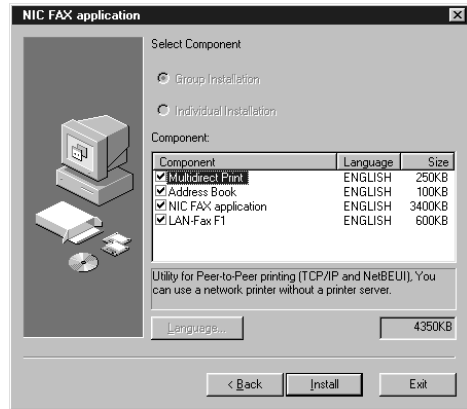 NIC FAX application
Select Component
Group Installation
Individual Installation
Component:
Component Language Size
Multidirect Print ENGLISH 250KB
Address Book ENGLISH 100KB
NIC FAX application ENGLISH 3400KB
LAN-Fax F1 ENGLISH 600KB
Utility for Peer-to-Peer printing (TCP/IP and NetBEUI), You
can use a network printer without a printer server.
Language... 4350KB
< Back Install Exit